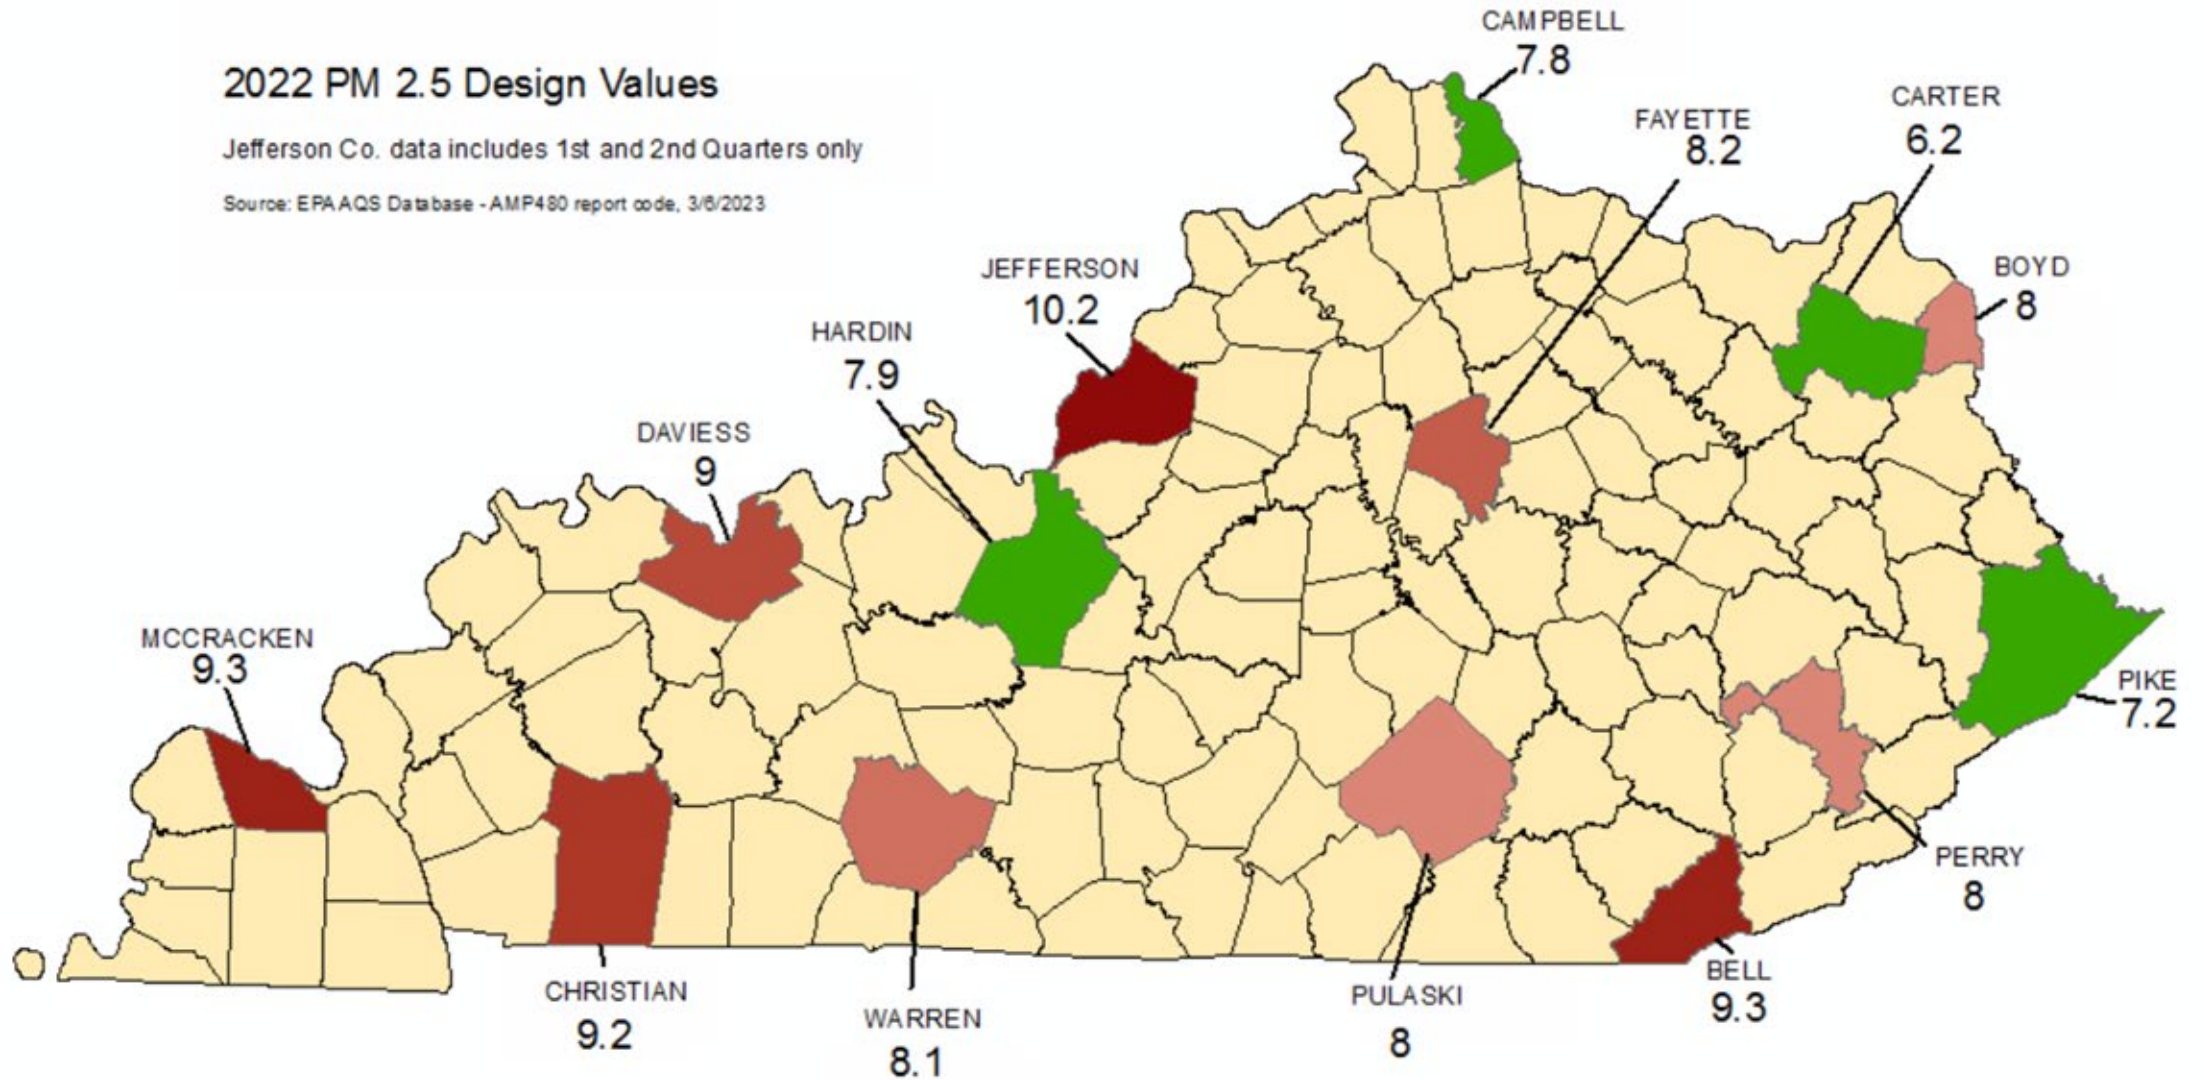 2022 PM 2.5 Design Values
Jefferson Co. data includes 1st and 2nd Quarters only
Source: EPA AQS Database - AMP480 report code, 3/6/2023
CAMPBELL
7.8
CARTER
6.2
FAYETTE
8.2
BOYD
8
JEFFERSON
10.2
HARDIN
7.9
DAVIESS
9
MCCRACKEN
9.3
PIKE
7.2
PERRY
8
BELL
9.3
PULASKI
8
WARREN
8.1
CHRISTIAN
9.2